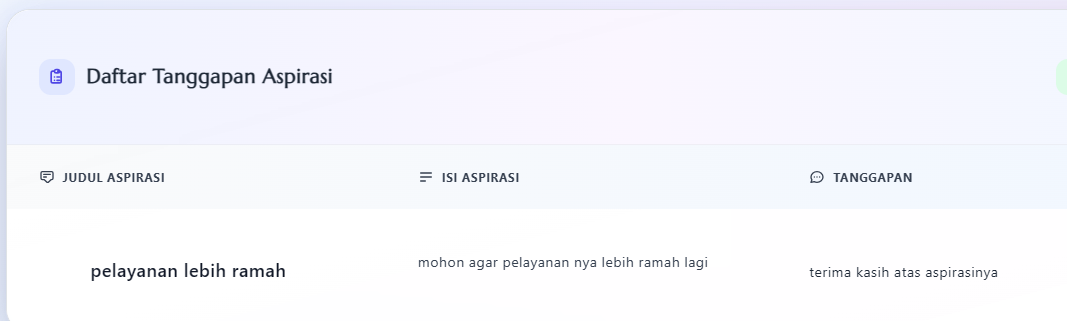 Daftar Tanggapan Aspirasi
JUDUL ASPIRASI
ISI ASPIRASI
TANGGAPAN
pelayanan lebih ramah
mohon agar pelayanan nya lebih ramah lagi
terima kasih atas aspirasinya